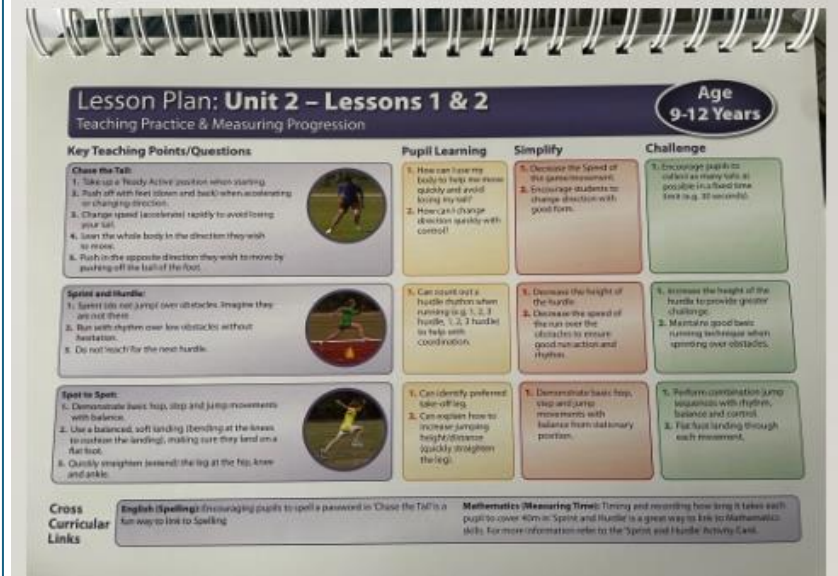 Lesson Plan: Unit 2 – Lessons 1 & 2
Teaching Practice & Measuring Progression
Age
9-12 Years
Key Teaching Points/Questions
Pupil Learning
Simplify
Challenge
Chase the Tail:
1. Take up a 'Ready Active' position when starting.
2. Push off with feet (down and back) when accelerating
or changing direction.
3. Change speed (accelerate) rapidly to avoid losing
your tail.
4. Lean the whole body in the direction they wish
to move.
5. Push in the opposite direction they wish to move by
pushing off the ball of the foot.
1. How can I use my
body to help me move
quickly and avoid
losing my tail?
2. How can I change
direction quickly with
control?
1. Decrease the Speed of
the game/movement.
2. Encourage students to
change direction with
good form.
1. Encourage pupils to
collect as many tails as
possible in a fixed time
limit (e.g. 30 seconds).
Sprint and Hurdle:
1. Sprint (do not jump) over obstacles. Imagine they
are not there.
2. Run with rhythm over low obstacles without
hesitation.
3. Do not 'reach' for the next hurdle.
1. Can count out a
hurdle rhythm when
running (e.g. 1, 2, 3
hurdle, 1, 2, 3 hurdle)
to help with
coordination.
1. Decrease the height of
the hurdle.
2. Decrease the speed of
the run over the
obstacles to ensure
good run action and
rhythm.
1. Increase the height of the
hurdle to provide greater
challenge.
2. Maintains good basic
running technique when
sprinting over obstacles.
Spot to Spot:
1. Demonstrate basic hop, step and jump movements
with balance.
2. Use a balanced, soft landing (bending at the knees
to cushion the landing), making sure they land on a
flat foot.
3. Quickly straighten (extend) the leg at the hip, knee
and ankle.
1. Can identify preferred
take-off leg.
2. Can explain how to
increase jumping
height/distance
(quickly straighten
the leg).
1. Demonstrate basic hop,
step and jump
movements with
balance from stationary
position.
1. Perform combination jump
sequences with rhythm,
balance and control.
2. Flat foot landing through
each movement.
Cross
Curricular
Links
English (Spelling): Encouraging pupils to spell a password in 'Chase the Tail' is a
fun way to link to Spelling
Mathematics (Measuring Time): Timing and recording how long it takes each
pupil to cover 40m in 'Sprint and Hurdle' is a great way to link to Mathematics
skills. For more information refer to the 'Sprint and Hurdle' Activity Card.